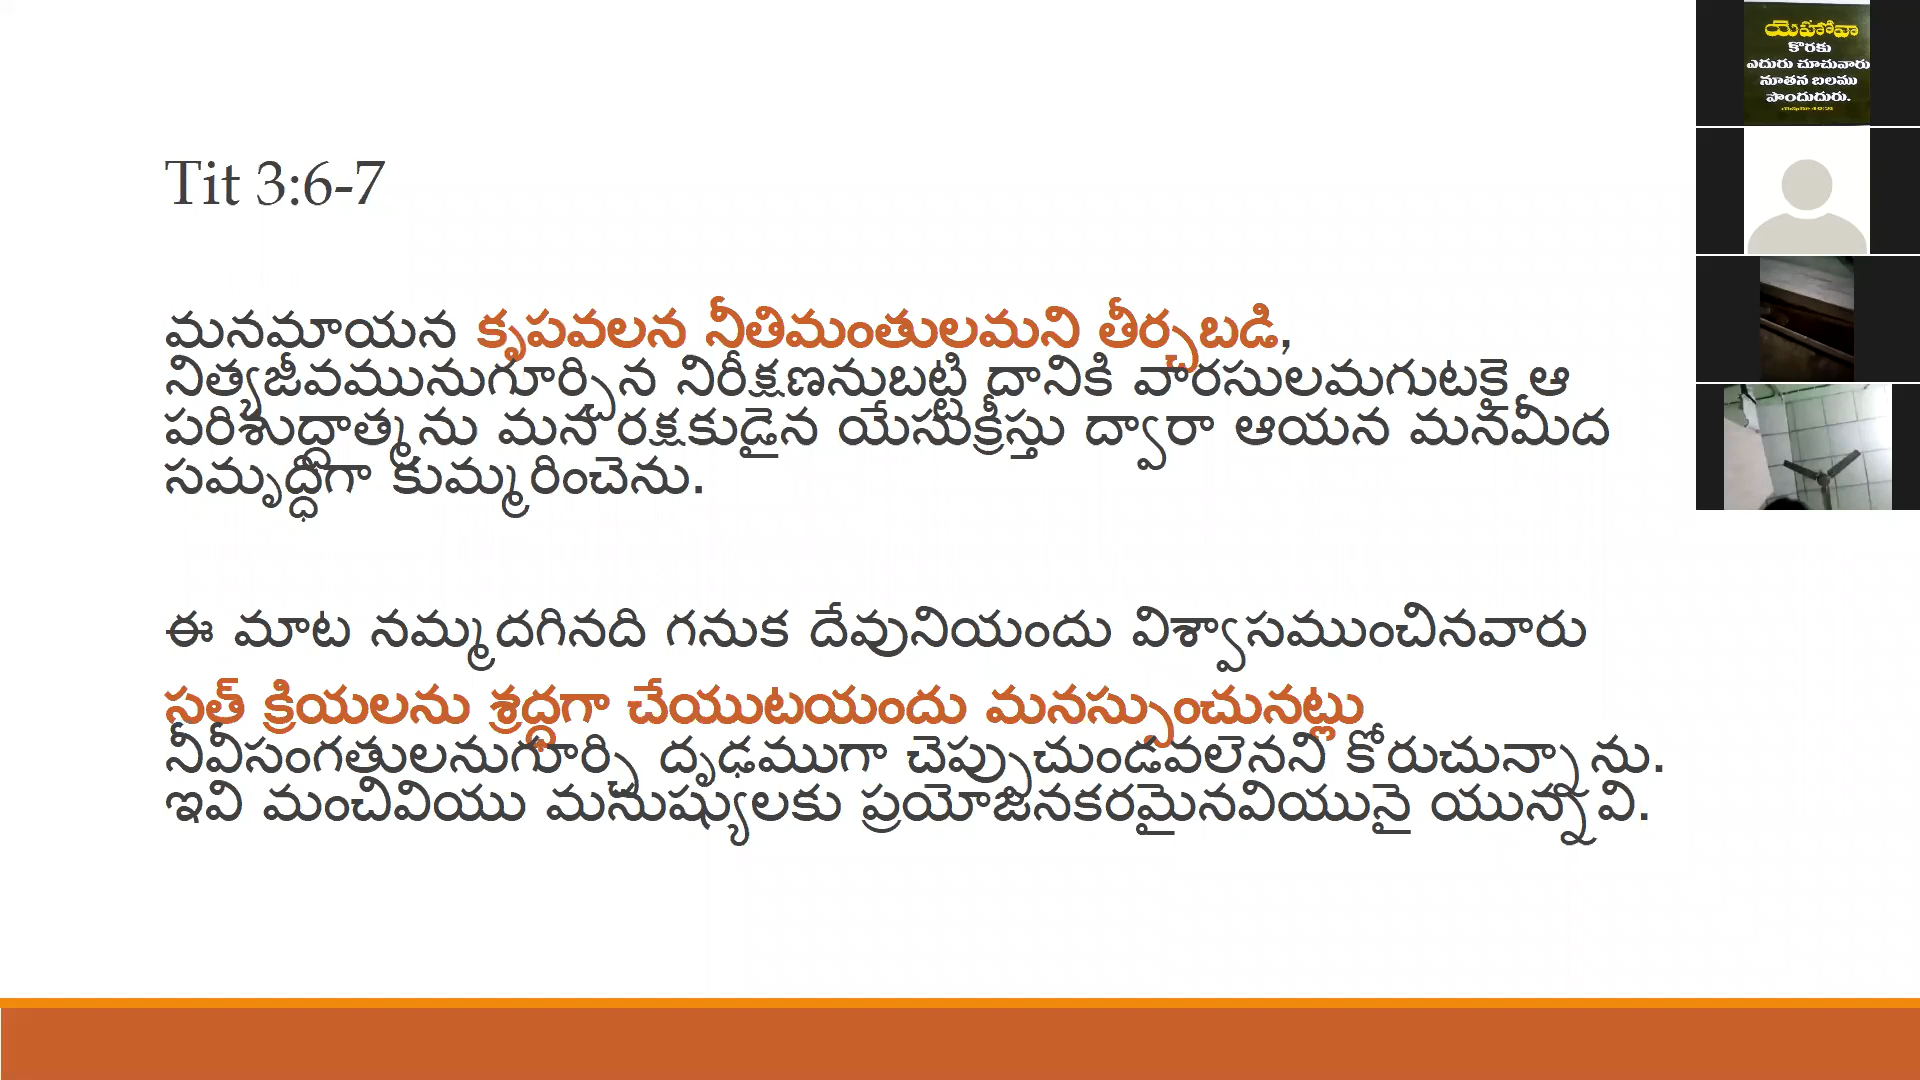 Tit 3:6-7
మనమాయన కృపవలన నీతిమంతులమని తీర్చబడి,
నిత్యజీవమునుగూర్చిన నిరీక్షణనుబట్టి దానికి వారసులమగుటకై ఆ
పరిశుద్ధాత్మను మన రక్షకుడైన యేసుక్రీస్తు ద్వారా ఆయన మనమీద
సమృద్ధిగా కుమ్మరించెను.
ఈ మాట నమ్మదగినది గనుక దేవునియందు విశ్వాసముంచినవారు
సత్ క్రియలను శ్రద్ధగా చేయుటయందు మనస్సుంచునట్లు
నీవీసంగతులనుగూర్చి దృఢముగా చెప్పుచుండవలెనని కోరుచున్నాను.
ఇవి మంచివియు మనుష్యులకు ప్రయోజనకరమైనవియునై యున్నవి.
యెహోవా
కొరకు
ఎదురు చూచువారు
నూతన బలము
పొందుదురు.